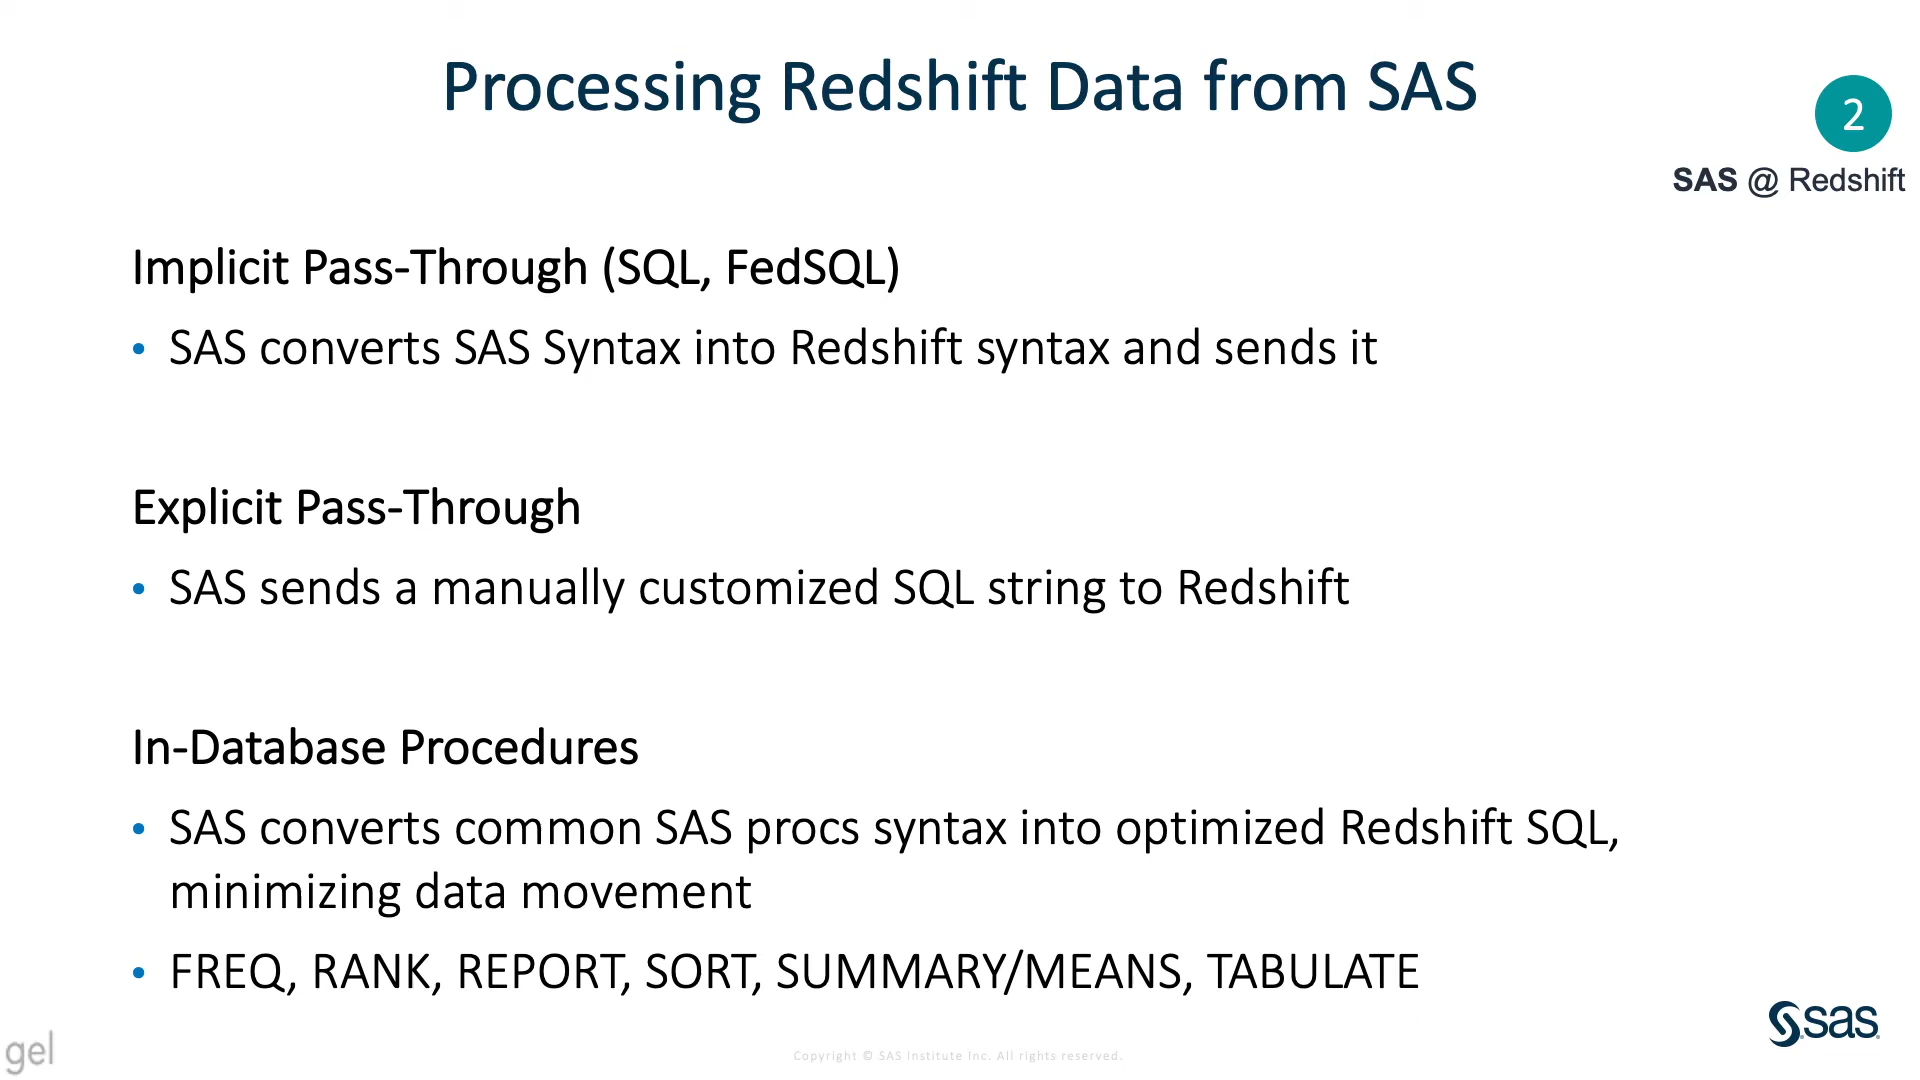 Processing Redshift Data from SAS
2
SAS @ Redshift
Implicit Pass-Through (SQL, FedSQL)
• SAS converts SAS Syntax into Redshift syntax and sends it
Explicit Pass-Through
• SAS sends a manually customized SQL string to Redshift
In-Database Procedures
• SAS converts common SAS procs syntax into optimized Redshift SQL,
minimizing data movement
• FREQ, RANK, REPORT, SORT, SUMMARY/MEANS, TABULATE
sas
gel
Copyright © SAS Institute Inc. All rights reserved.